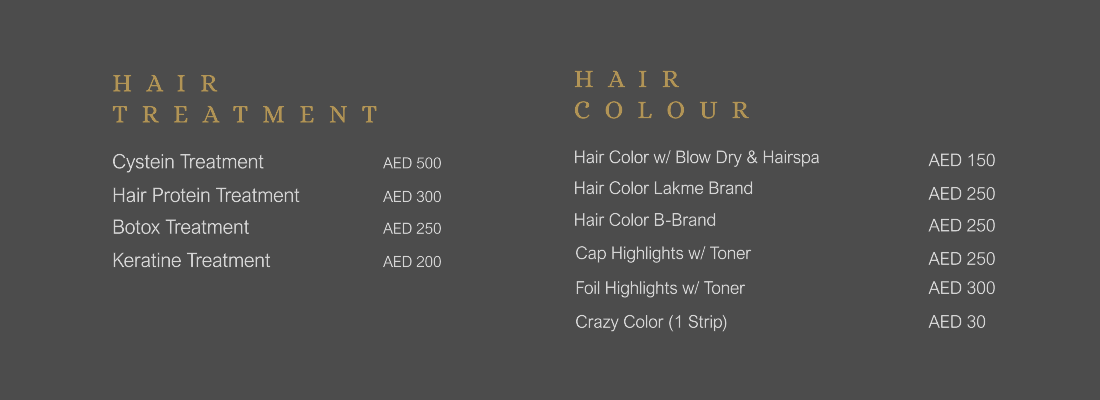 HAIR
TREATMENT
Cystein Treatment AED 500
Hair Protein Treatment AED 300
Botox Treatment AED 250
Keratine Treatment AED 200
HAIR
COLOUR
Hair Color w/ Blow Dry & Hairspa AED 150
Hair Color Lakme Brand AED 250
Hair Color B-Brand AED 250
Cap Highlights w/ Toner AED 250
Foil Highlights w/ Toner AED 300
Crazy Color (1 Strip) AED 30